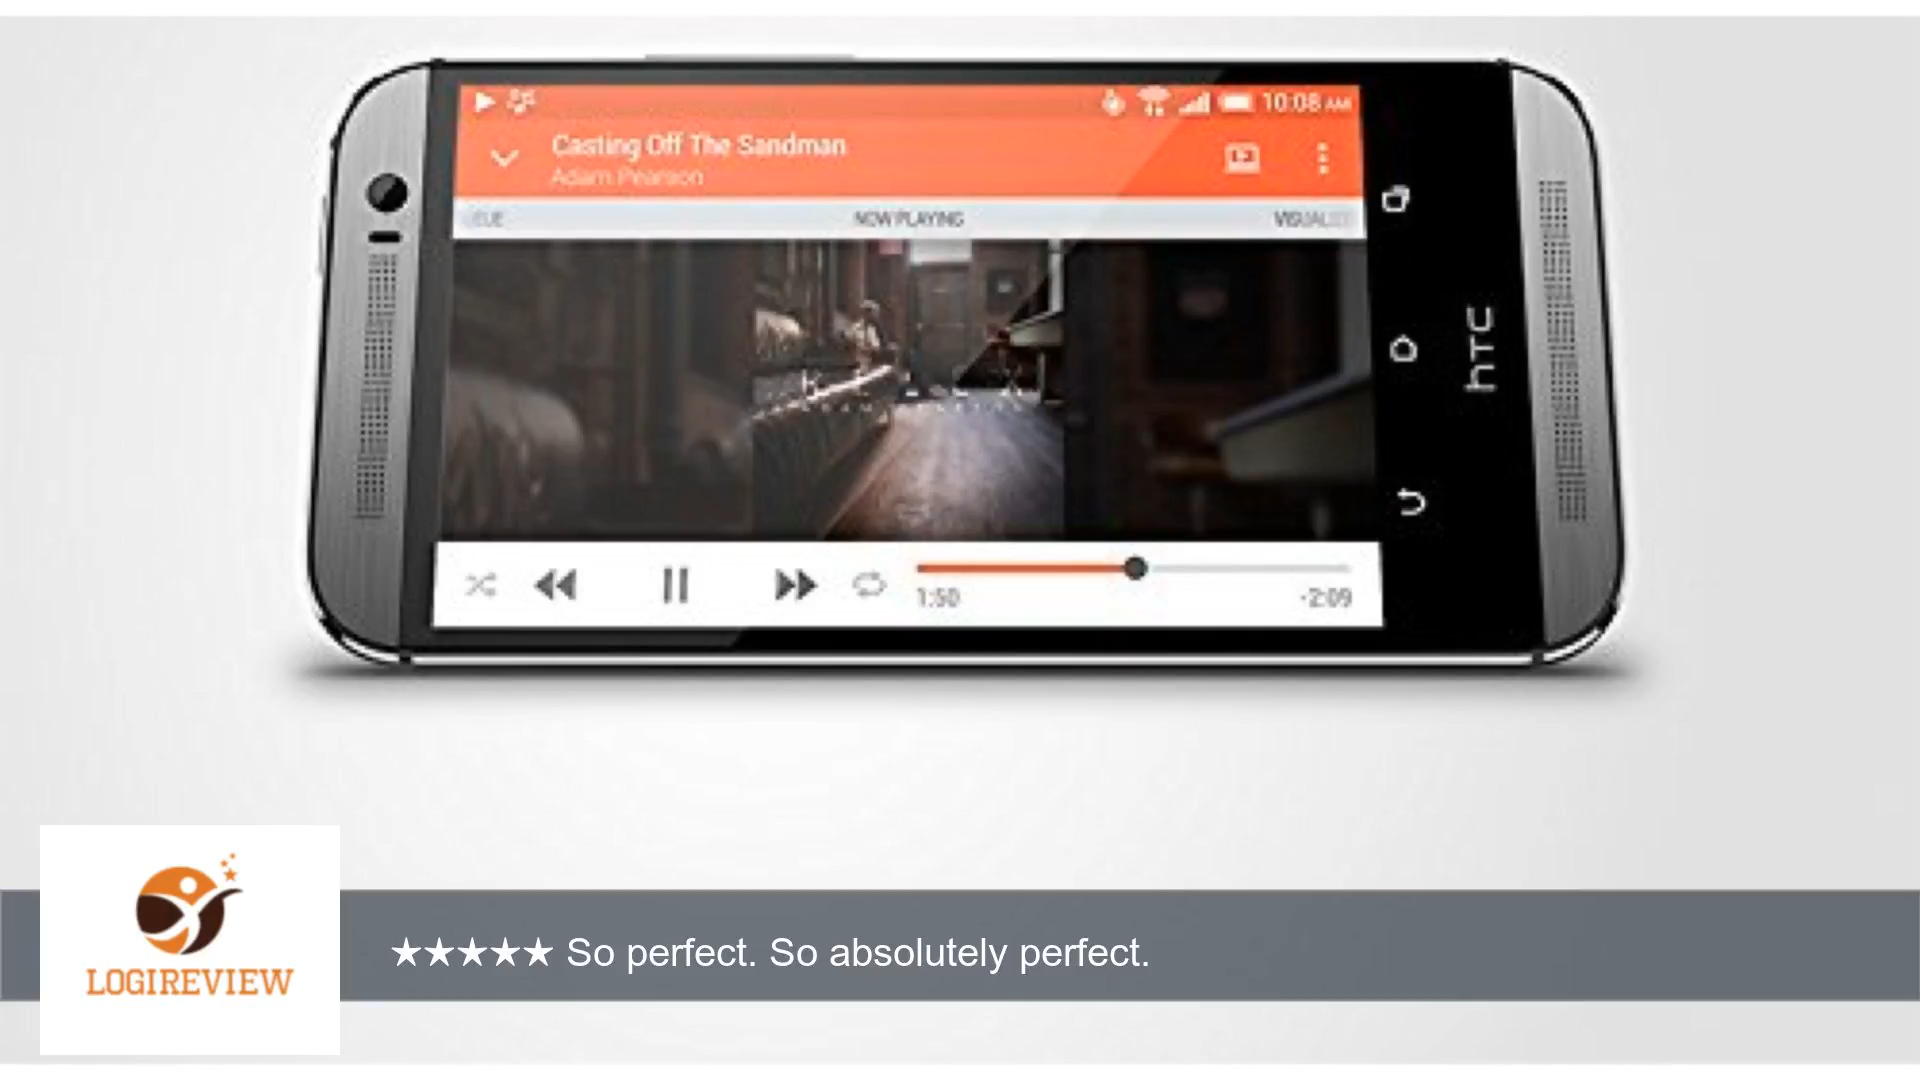 10:08 AM
Casting Off The Sandman
Adam Pearson
NOW PLAYING
1:50
-2:09
hTC
LOGIREVIEW
★★★★★ So perfect. So absolutely perfect.